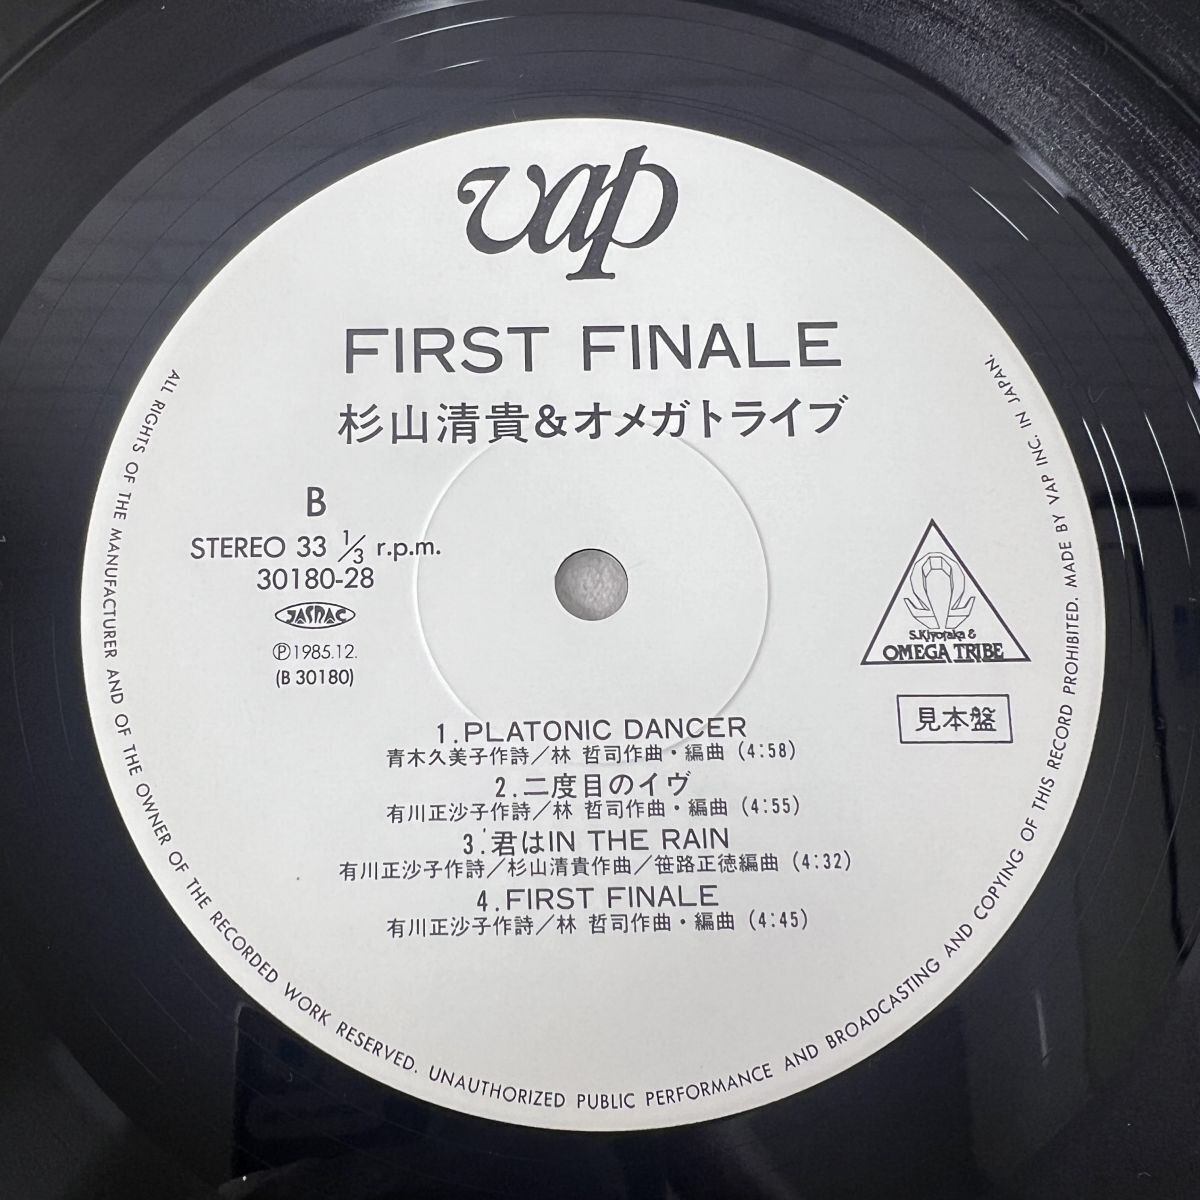 vap
FIRST FINALE
杉山清貴&オメガトライブ
B
STEREO 33 1/3 r.p.m.
30180-28
JASRAC
Ⓟ1985.12.
(B 30180)
S.Kiyotaka &
OMEGA TRIBE
見本盤
1.PLATONIC DANCER
青木久美子作詩/林 哲司作曲・編曲 (4:58)
2.二度目のイヴ
有川正沙子作詩/林 哲司作曲・編曲 (4:55)
3.君はIN THE RAIN
有川正沙子作詩/杉山清貴作曲/笹路正徳編曲 (4:32)
4.FIRST FINALE
有川正沙子作詩/林 哲司作曲・編曲 (4:45)
ALL RIGHTS OF THE MANUFACTURER AND OF THE OWNER OF THE RECORDED WORK RESERVED. UNAUTHORIZED PUBLIC PERFORMANCE AND BROADCASTING AND COPYING OF THIS RECORD PROHIBITED. MADE BY VAP INC. IN JAPAN.